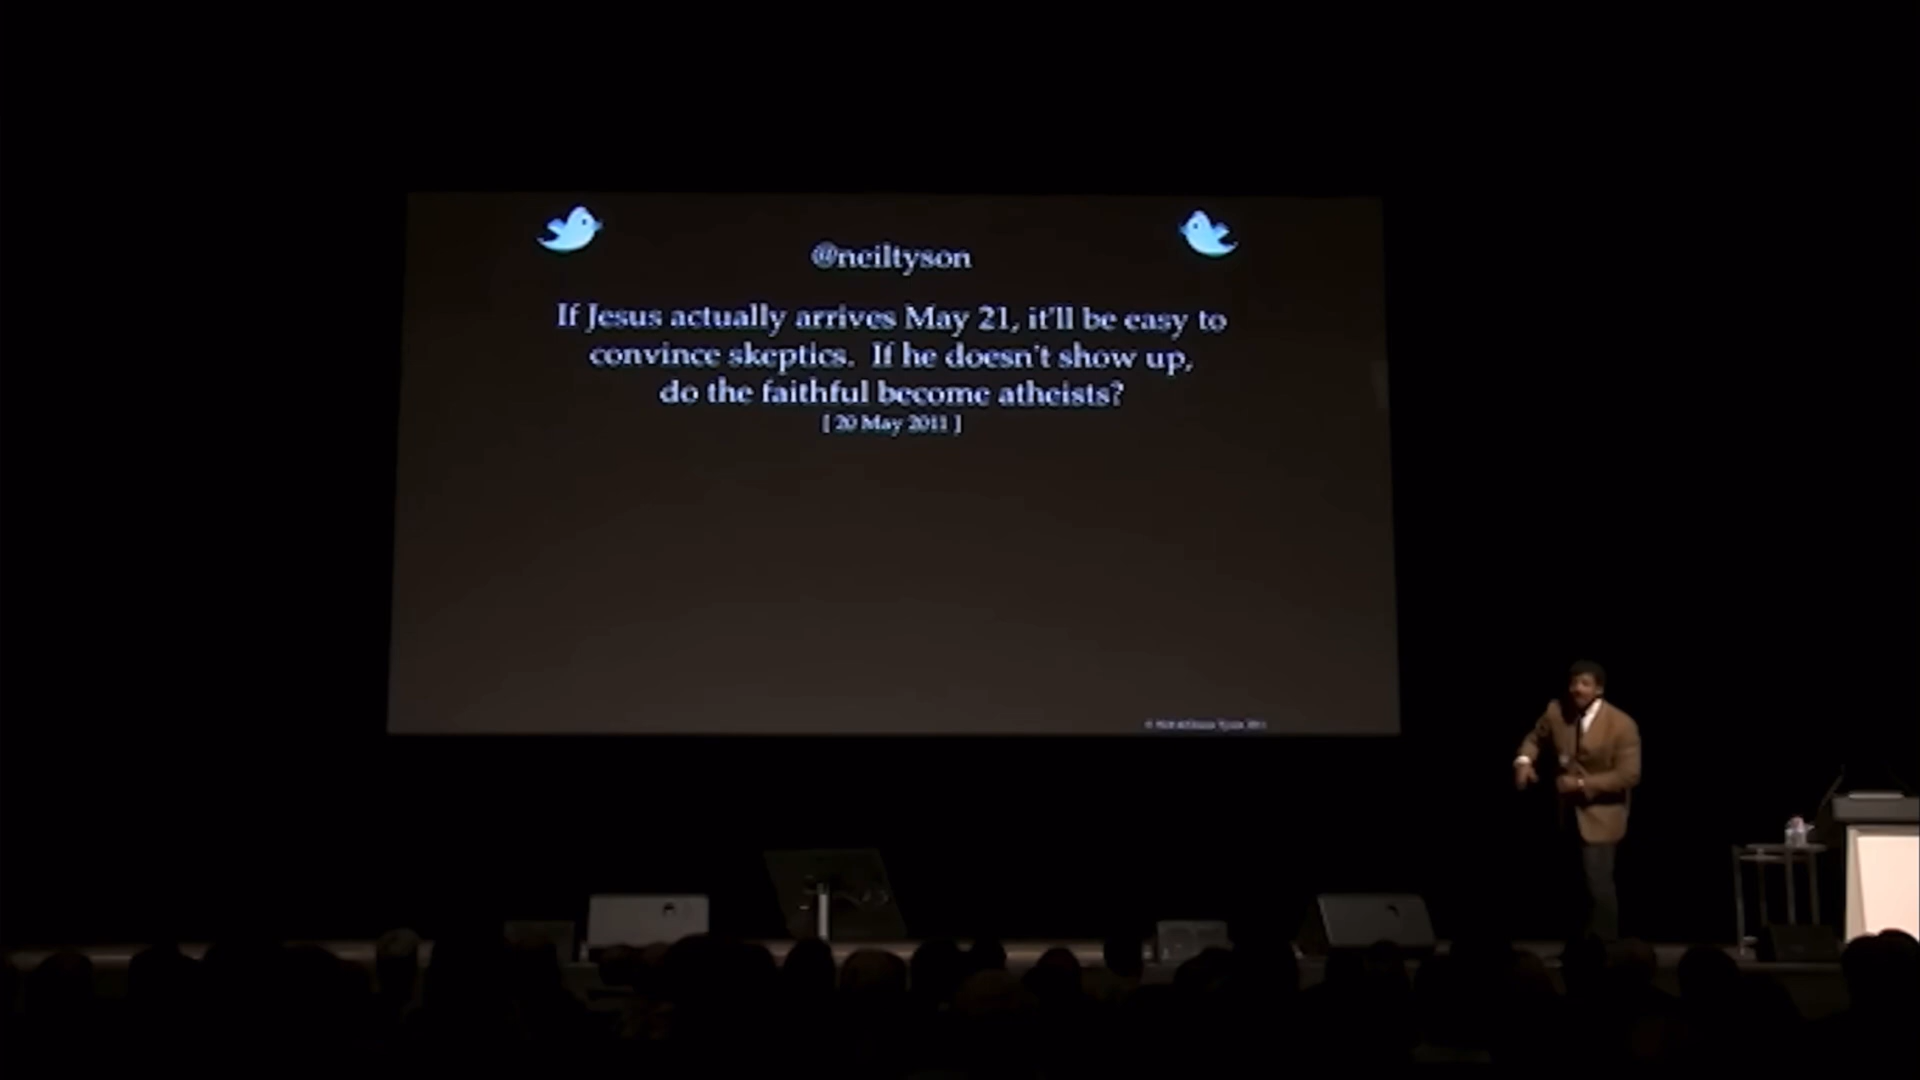 @neiltyson
If Jesus actually arrives May 21, it'll be easy to
convince skeptics.  If he doesn't show up,
do the faithful become atheists?
[ 20 May 2011 ]